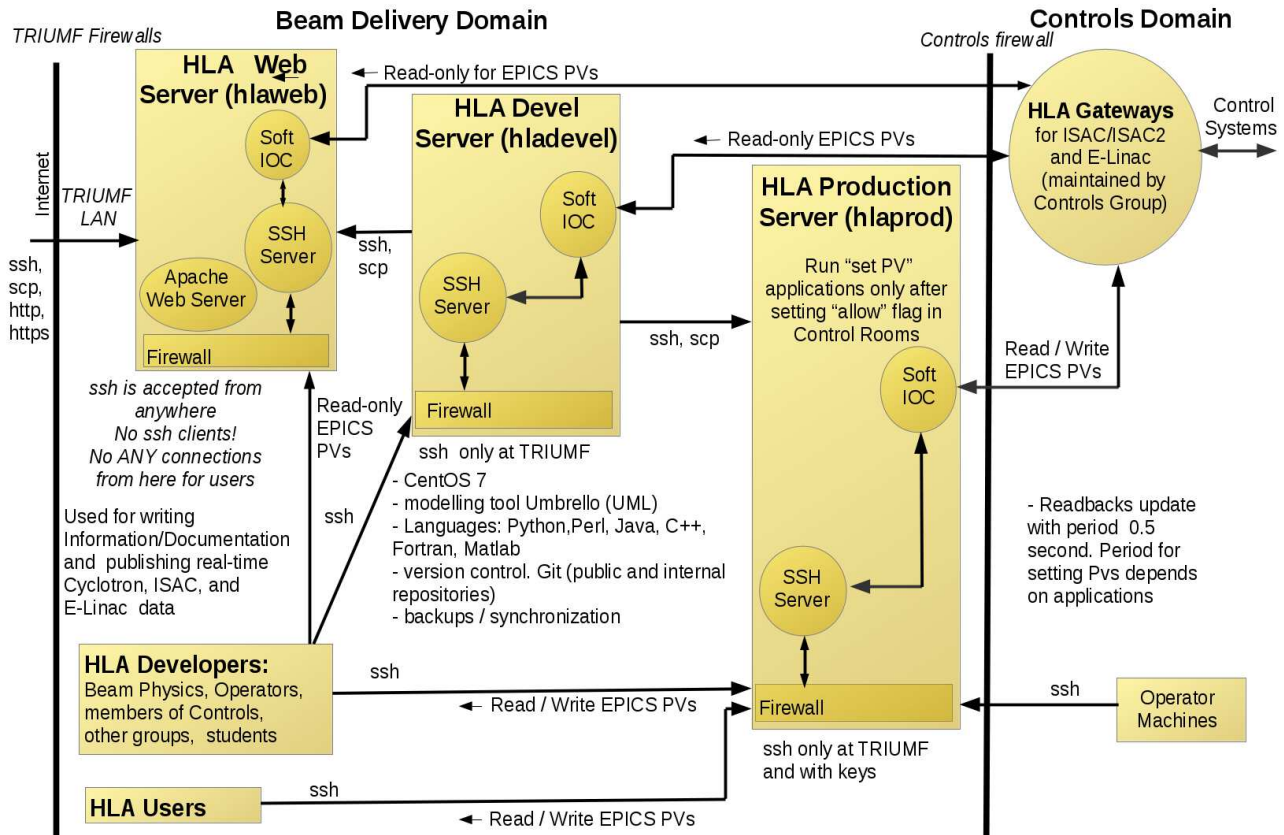 Beam Delivery Domain
Controls Domain
TRIUMF Firewalls
Controls firewall
Internet
TRIUMF
LAN
ssh,
scp,
http,
https
HLA Web
Server (hlaweb)
Soft
IOC
SSH
Server
Apache
Web Server
Firewall
ssh is accepted from
anywhere
No ssh clients!
No ANY connections
from here for users
Used for writing
Information/Documentation
and publishing real-time
Cyclotron, ISAC, and
E-Linac data
Read-only for EPICS PVs
HLA Devel
Server (hladevel)
Soft
IOC
SSH
Server
Firewall
ssh,
scp
ssh only at TRIUMF
- CentOS 7
- modelling tool Umbrello (UML)
- Languages: Python,Perl, Java, C++,
Fortran, Matlab
- version control. Git (public and internal
repositories)
- backups / synchronization
Read-only
EPICS
PVs
ssh
Read-only EPICS PVs
ssh, scp
HLA Production
Server (hlaprod)
Run “set PV”
applications only after
setting “allow” flag in
Control Rooms
Soft
IOC
SSH
Server
Firewall
ssh only at TRIUMF
and with keys
HLA Gateways
for ISAC/ISAC2
and E-Linac
(maintained by
Controls Group)
Control
Systems
Read / Write
EPICS PVs
- Readbacks update
with period 0.5
second. Period for
setting Pvs depends
on applications
ssh
Operator
Machines
HLA Developers:
Beam Physics, Operators,
members of Controls,
other groups, students
ssh
Read / Write EPICS PVs
HLA Users
ssh
Read / Write EPICS PVs